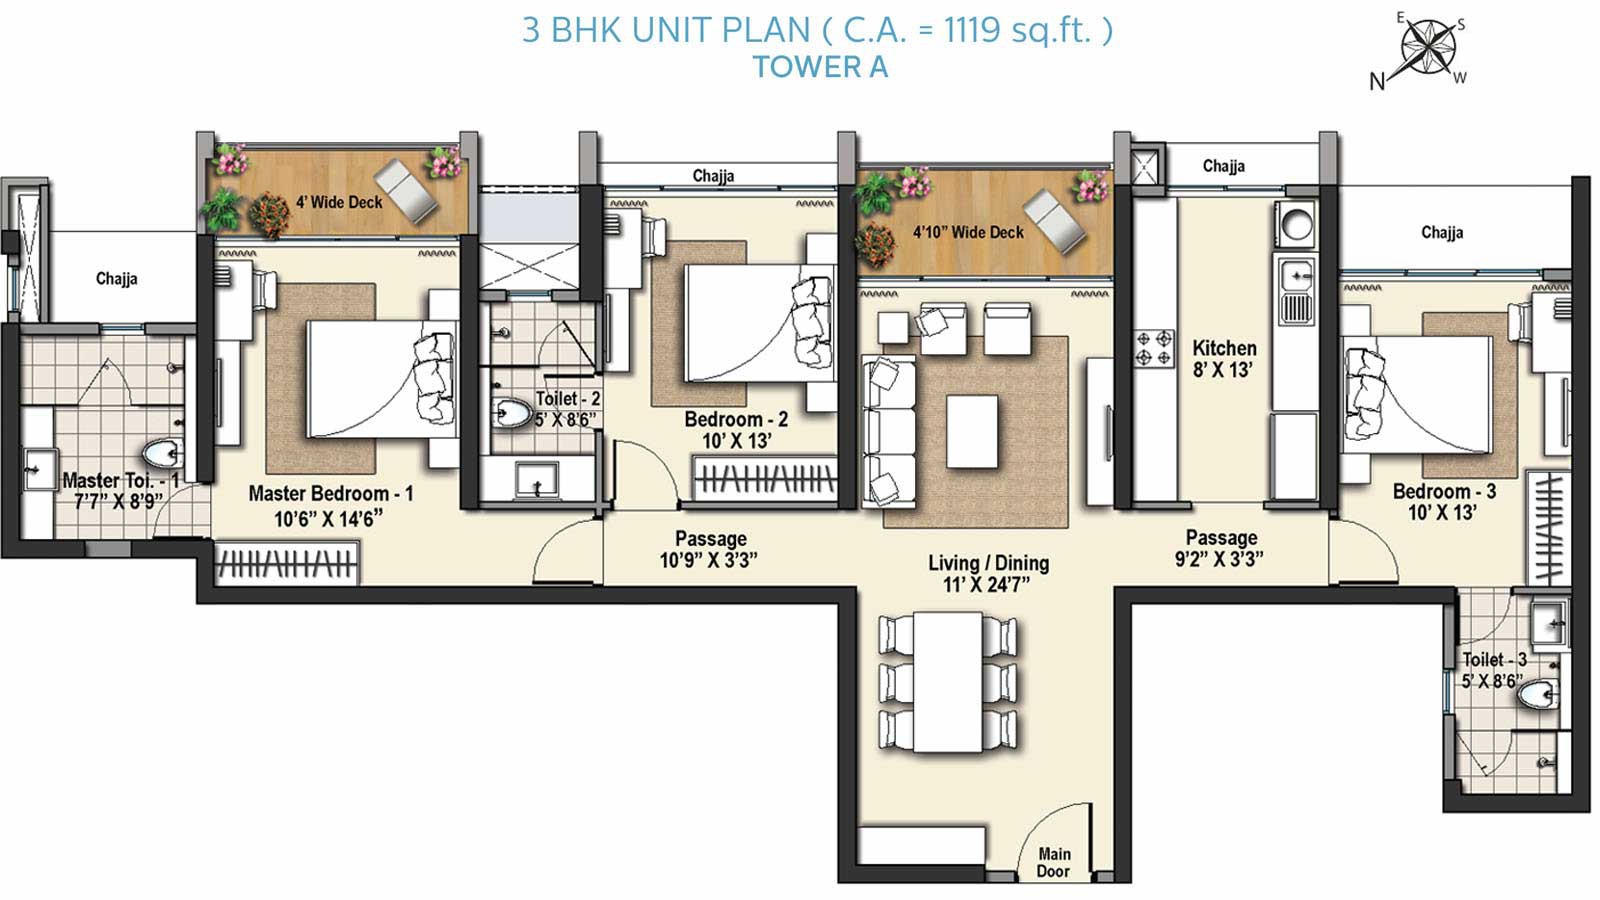 3 BHK UNIT PLAN ( C.A. = 1119 sq.ft. )
TOWER A
E
S
N
W
Chajja
4' Wide Deck
Chajja
4'10" Wide Deck
Chajja
Chajja
Master Toi. - 1
7'7" X 8'9"
Master Bedroom - 1
10'6" X 14'6"
Toilet - 2
5' X 8'6"
Bedroom - 2
10' X 13'
Kitchen
8' X 13'
Bedroom - 3
10' X 13'
Passage
10'9" X 3'3"
Living / Dining
11' X 24'7"
Passage
9'2" X 3'3"
Toilet - 3
5' X 8'6"
Main
Door